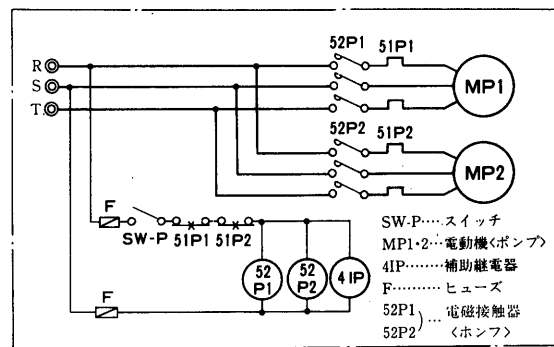 52P1 51P1
R
S
T.
MP1
52P2 51P2
MP2
F
SW-P 51P1 51P2
52
P1
52
P2
4IP
F
SW-P‥‥スイッチ
MP1・2‥‥電動機<ポンプ>
4IP‥‥‥‥補助継電器
F‥‥‥‥‥ヒューズ
52P1
52P2 )‥‥ 電磁接触器
<ホンフ>